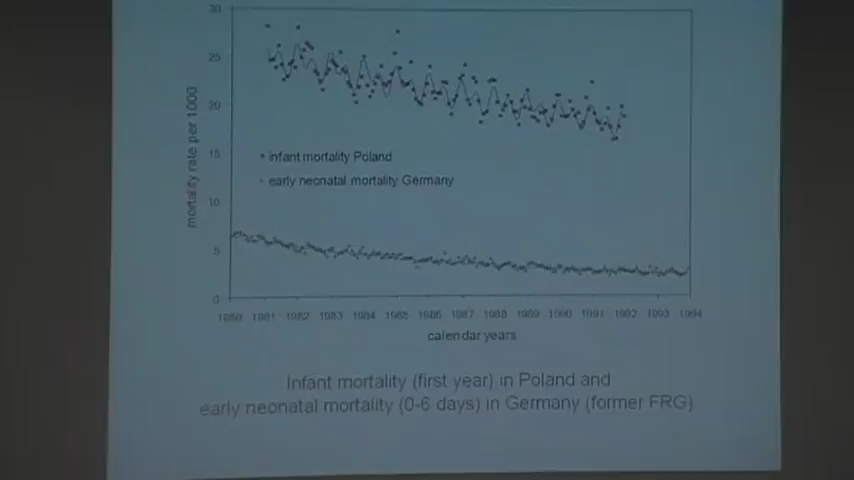 30
25
20
15
10
5
0
mortality rate per 1000
infant mortality Poland
early neonatal mortality Germany
1980 1981 1982 1983 1984 1985 1986 1987 1988 1989 1990 1991 1992 1993 1994
calendar years
Infant mortality (first year) in Poland and
early neonatal mortality (0-6 days) in Germany (former FRG)